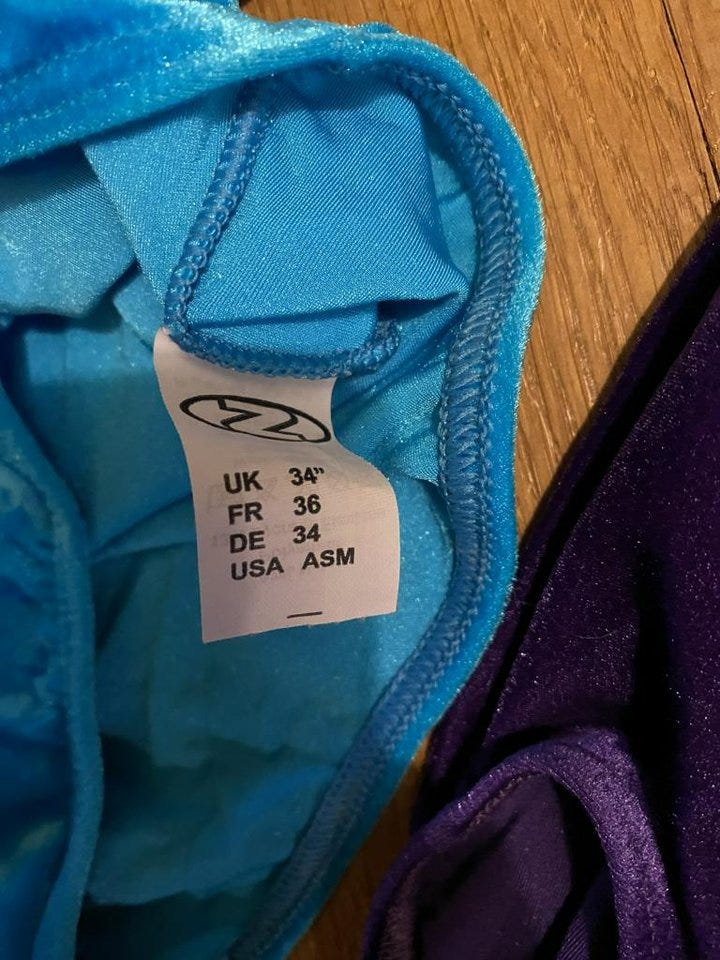 UK 34"
FR 36
DE 34
USA ASM